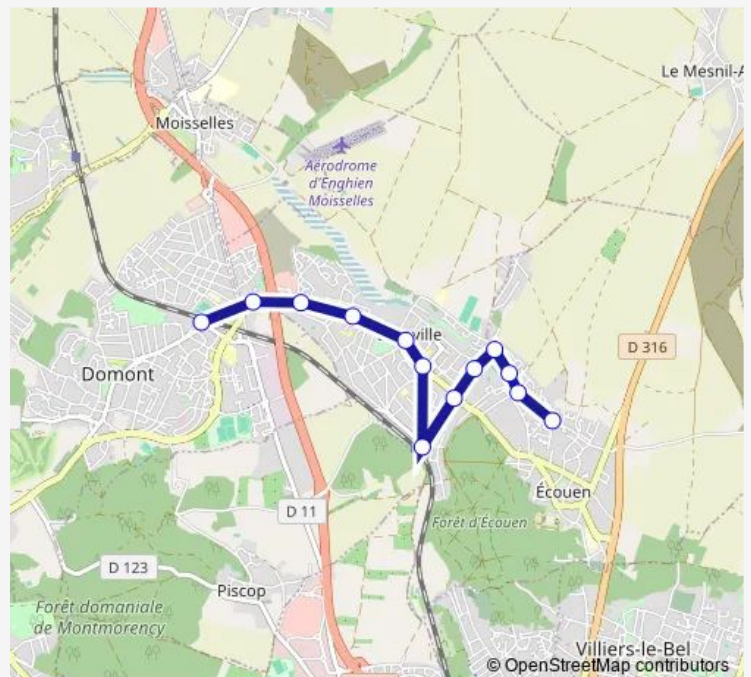 Le Mesnil-A
Moisselles
Aérodrome
d'Enghien
Moisselles
ville
D 316
Domont
Écouen
D 11
Forêt d'Écouen
D 123
Piscop
Forêt domaniale
de Montmorency
Villiers-le-Bel
© OpenStreetMap contributors